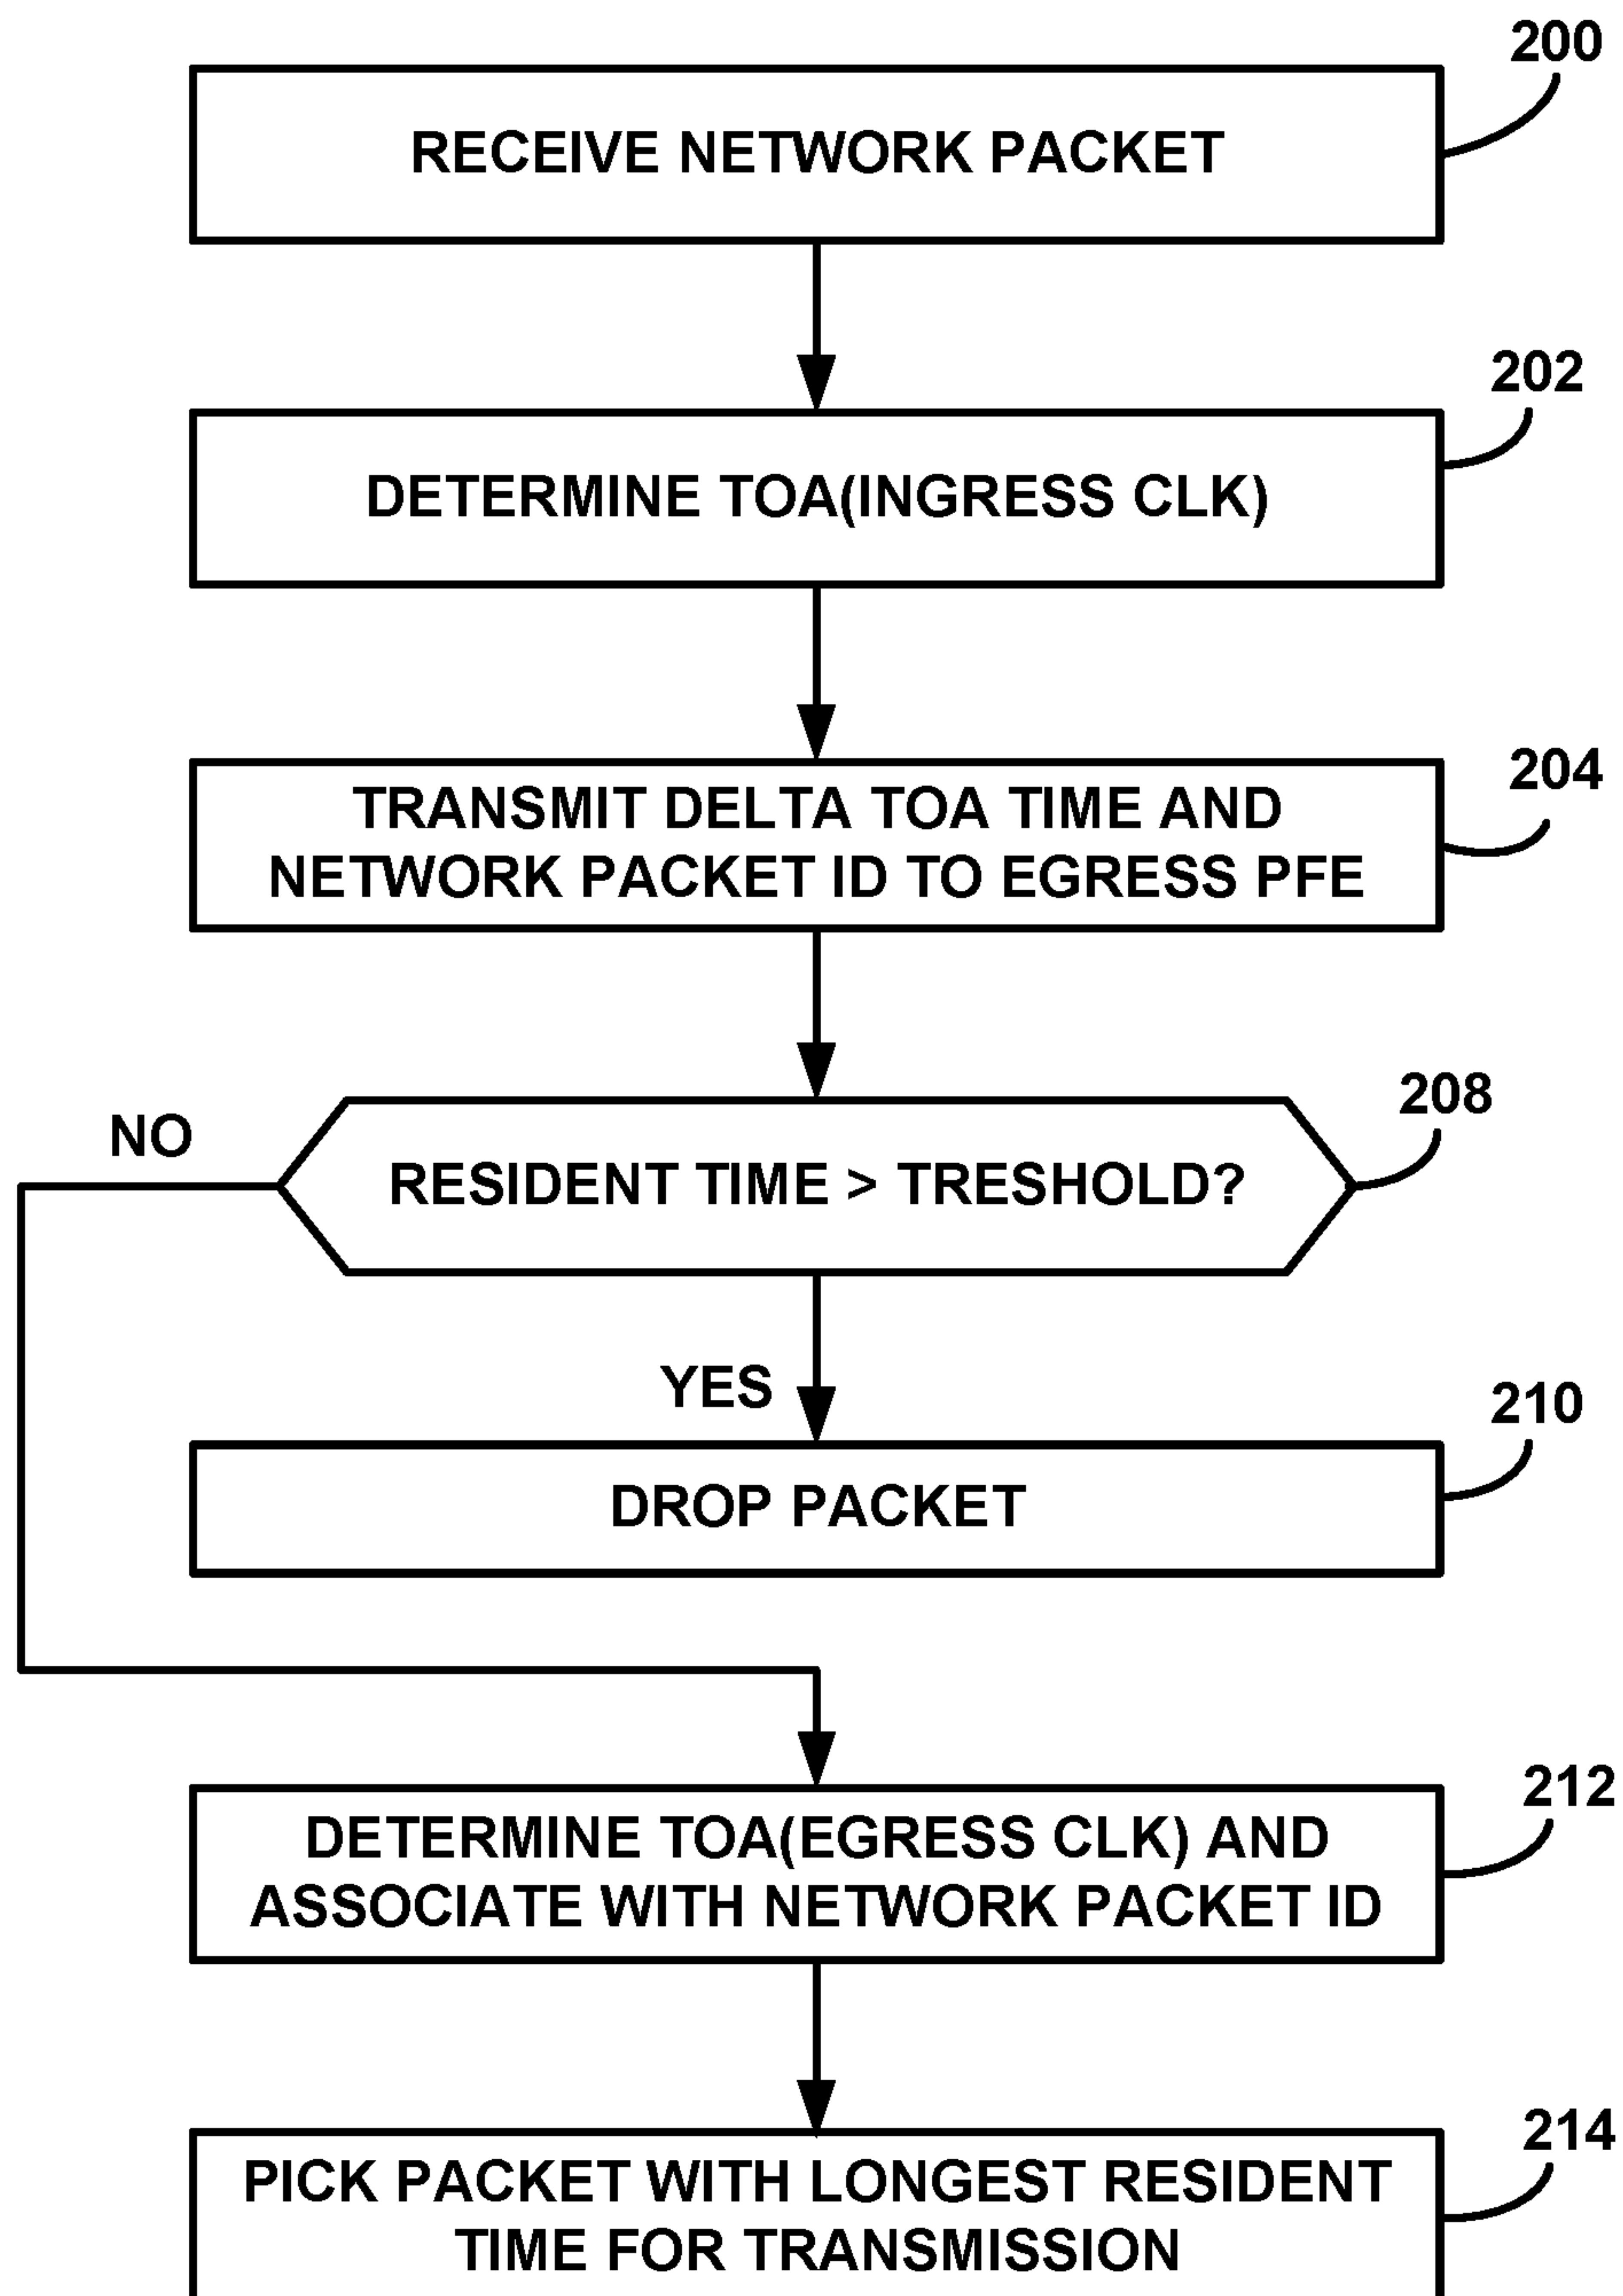 200
RECEIVE NETWORK PACKET
202
DETERMINE TOA(INGRESS CLK)
204
TRANSMIT DELTA TOA TIME AND
NETWORK PACKET ID TO EGRESS PFE
208
NO
RESIDENT TIME > TRESHOLD?
YES
210
DROP PACKET
212
DETERMINE TOA(EGRESS CLK) AND
ASSOCIATE WITH NETWORK PACKET ID
214
PICK PACKET WITH LONGEST RESIDENT
TIME FOR TRANSMISSION